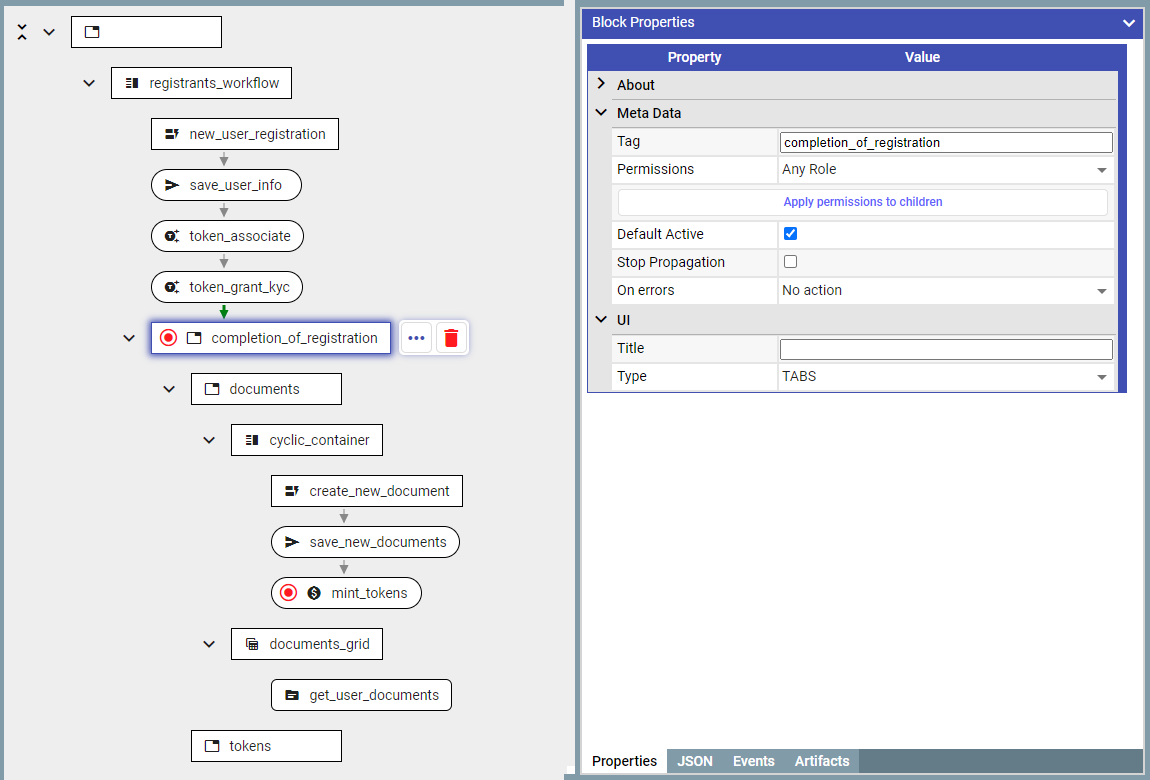 registrants_workflow
new_user_registration
save_user_info
token_associate
token_grant_kyc
completion_of_registration
documents
cyclic_container
create_new_document
save_new_documents
mint_tokens
documents_grid
get_user_documents
tokens
Block Properties
Property Value
About
Meta Data
Tag completion_of_registration
Permissions Any Role
Apply permissions to children
Default Active
Stop Propagation
On errors No action
UI
Title
Type TABS
Properties JSON Events Artifacts